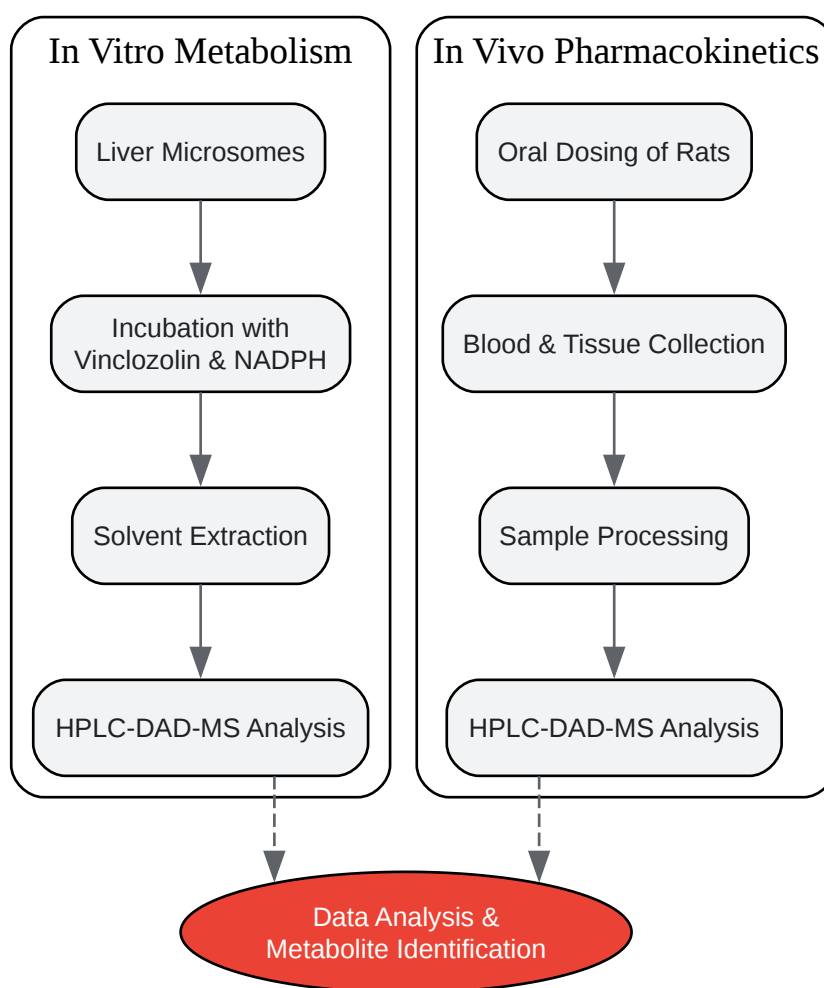 In Vitro Metabolism
Liver Microsomes
Incubation with
Vinclozolin & NADPH
Solvent Extraction
HPLC-DAD-MS Analysis
In Vivo Pharmacokinetics
Oral Dosing of Rats
Blood & Tissue Collection
Sample Processing
HPLC-DAD-MS Analysis
Data Analysis &
Metabolite Identification